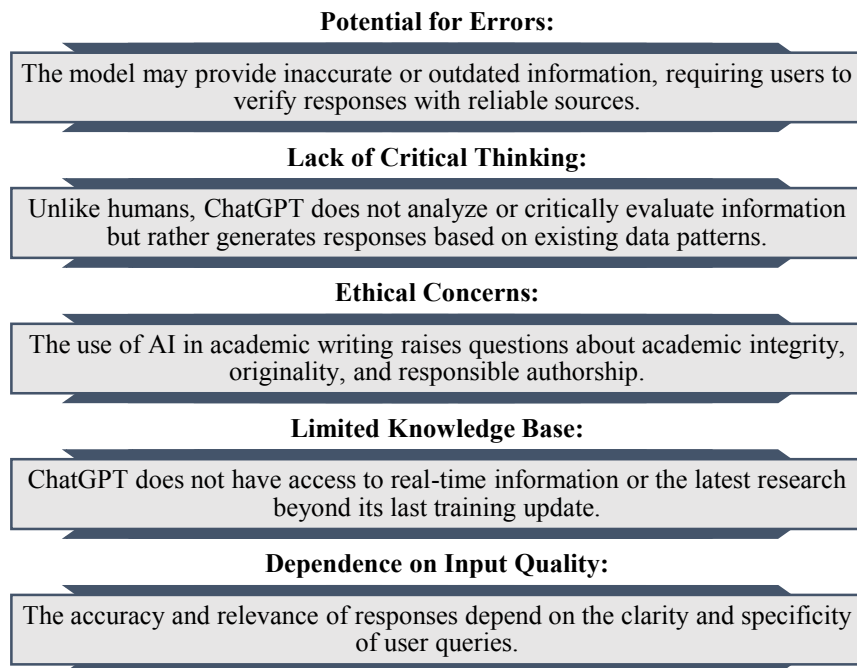 Potential for Errors:
The model may provide inaccurate or outdated information, requiring users to
verify responses with reliable sources.
Lack of Critical Thinking:
Unlike humans, ChatGPT does not analyze or critically evaluate information
but rather generates responses based on existing data patterns.
Ethical Concerns:
The use of AI in academic writing raises questions about academic integrity,
originality, and responsible authorship.
Limited Knowledge Base:
ChatGPT does not have access to real-time information or the latest research
beyond its last training update.
Dependence on Input Quality:
The accuracy and relevance of responses depend on the clarity and specificity
of user queries.